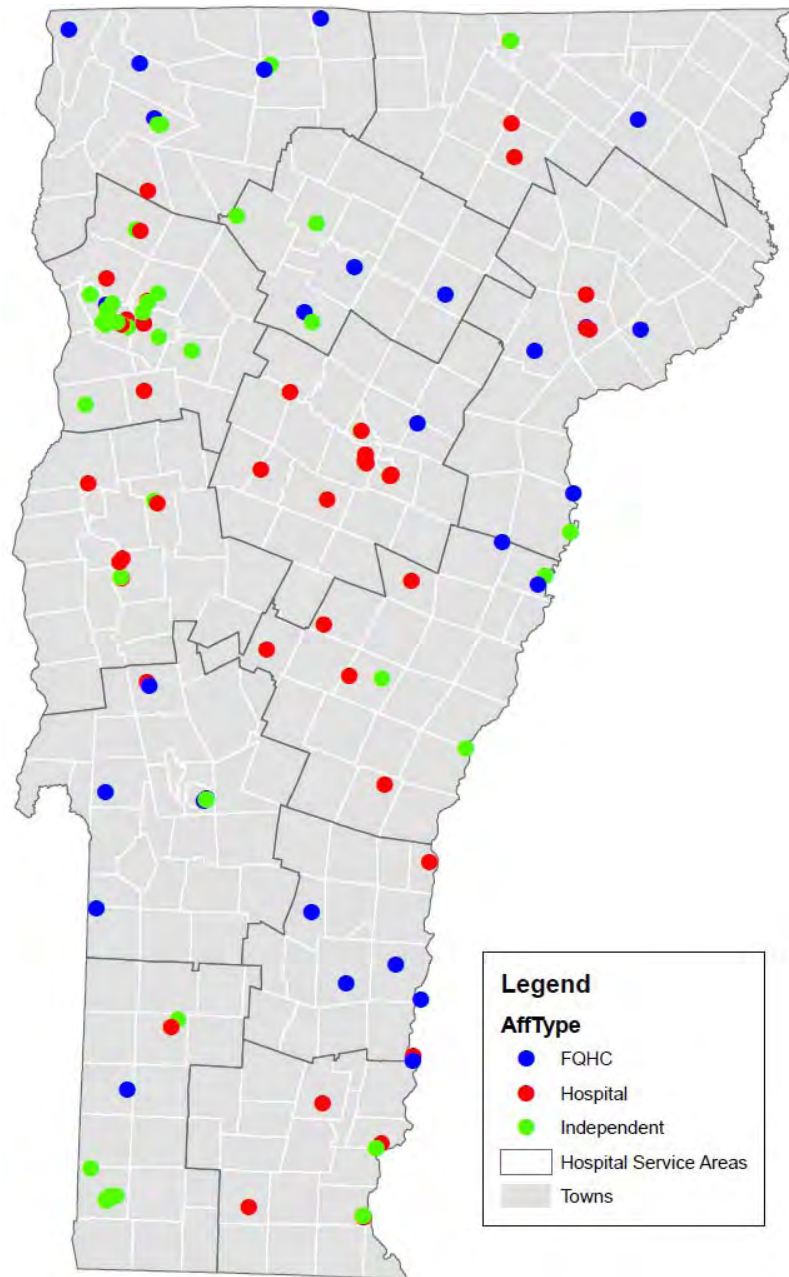 Legend
AffType
FQHC
Hospital
Independent
Hospital Service Areas
Towns